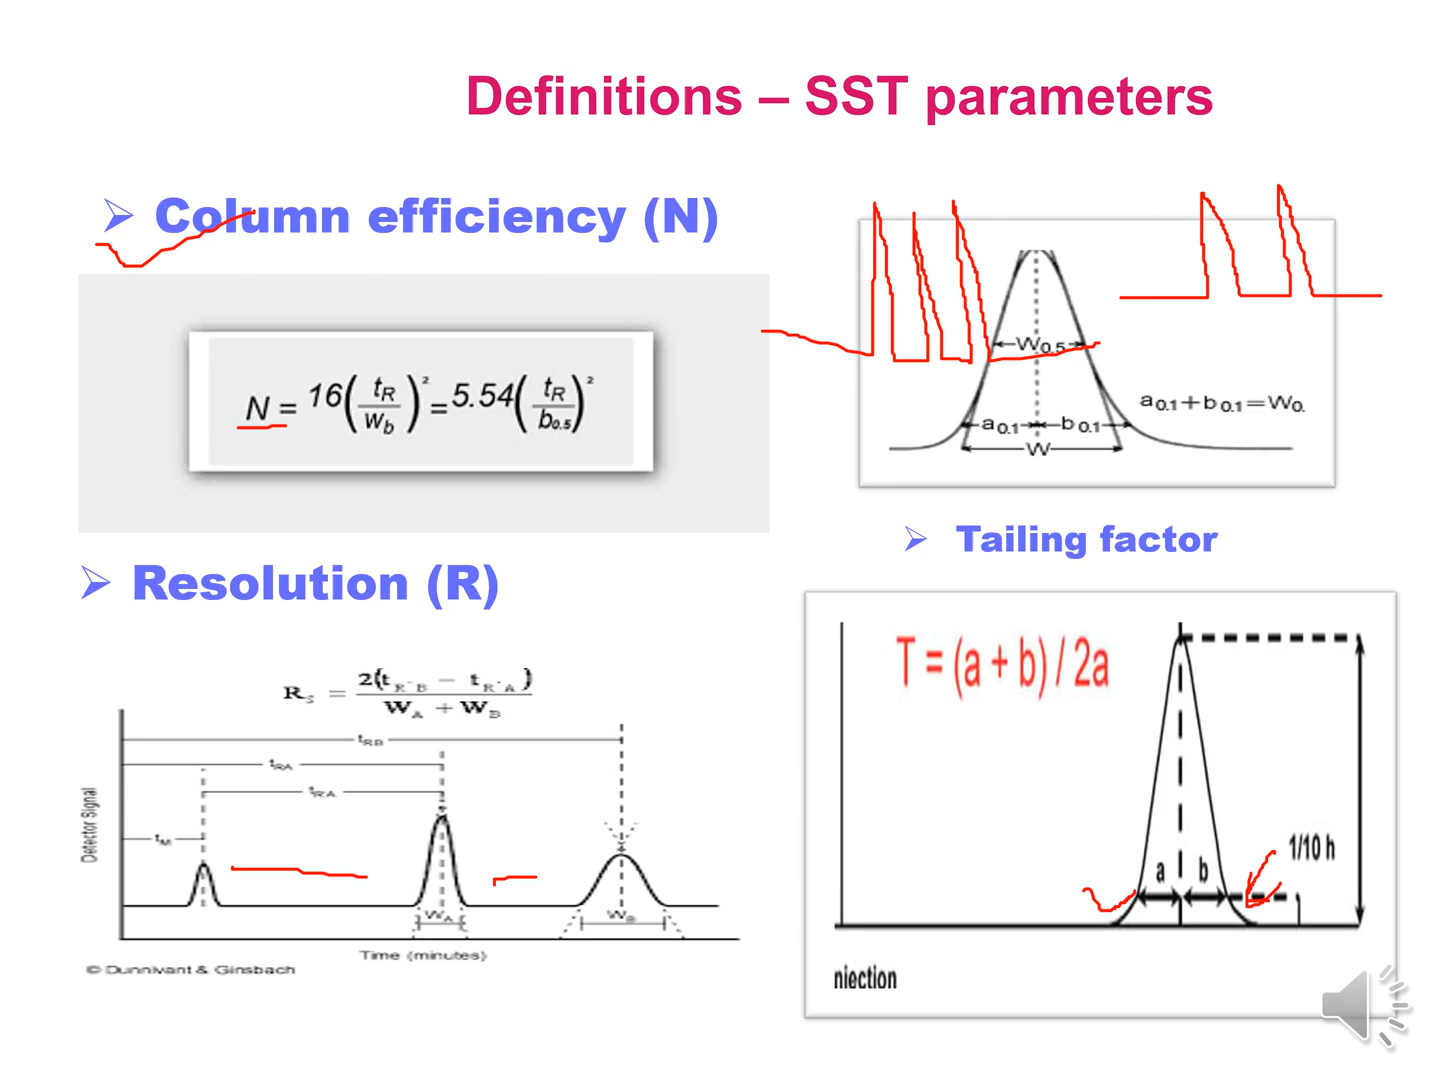 Definitions – SST parameters
➢ Column efficiency (N)
N = 16(tR/wb)² = 5.54(tR/b0.5)²
W0.5
a0.1+b0.1=W0.
a0.1 b0.1
W
➢ Tailing factor
➢ Resolution (R)
Rs = 2(tR'B − tR'A) / WA + WB
tRB
tRA
tRA
tM
WA WB
Detector Signal
Time (minutes)
© Dunnivant & Ginsbach
T = (a + b) / 2a
1/10 h
a b
njection